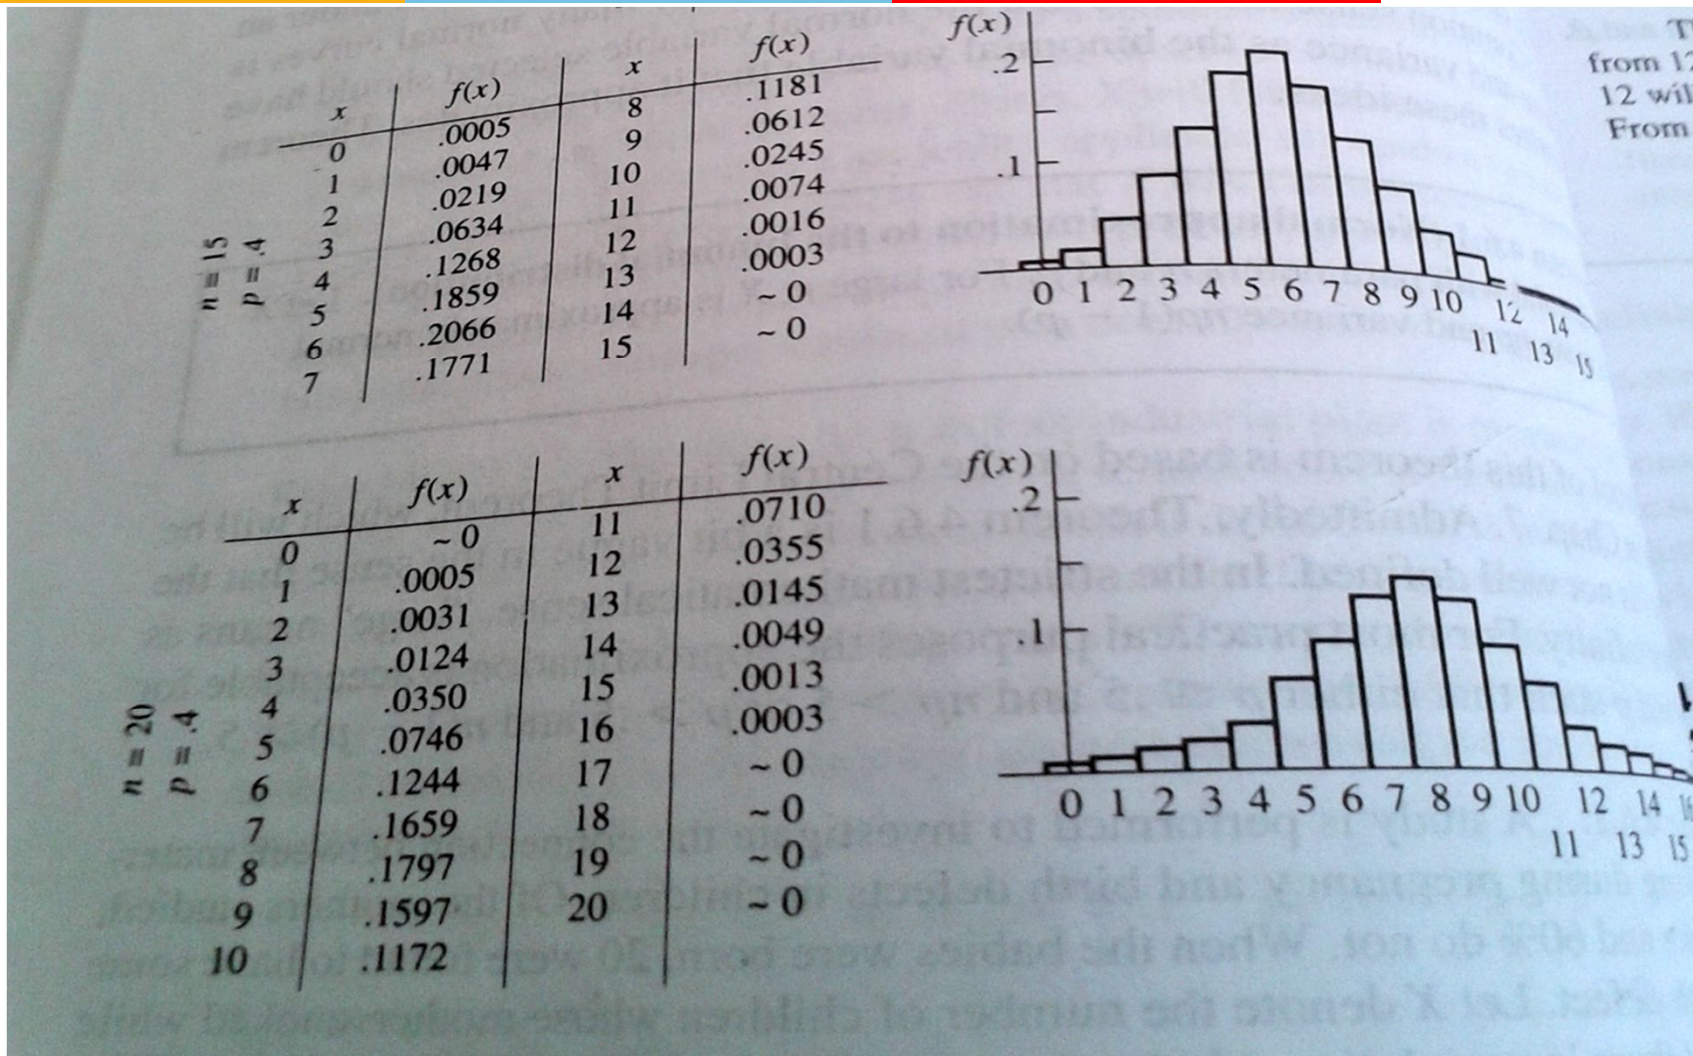 x f(x) x f(x)
0 .0005 8 .1181
1 .0047 9 .0612
2 .0219 10 .0245
3 .0634 11 .0074
4 .1268 12 .0016
5 .1859 13 .0003
6 .2066 14 ~ 0
7 .1771 15 ~ 0
n = 15
p = .4
f(x)
.2
.1
0 1 2 3 4 5 6 7 8 9 10 12 14
11 13 15
from 12
12 will
From
x f(x) x f(x)
0 ~ 0 11 .0710
1 .0005 12 .0355
2 .0031 13 .0145
3 .0124 14 .0049
4 .0350 15 .0013
5 .0746 16 .0003
6 .1244 17 ~ 0
7 .1659 18 ~ 0
8 .1797 19 ~ 0
9 .1597 20 ~ 0
10 .1172
n = 20
p = .4
f(x)
.2
.1
0 1 2 3 4 5 6 7 8 9 10 12 14 16
11 13 15